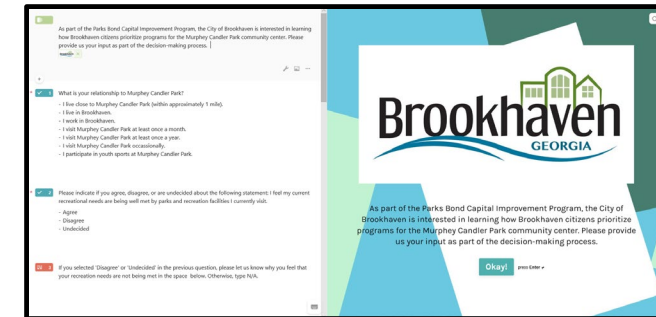 As part of the Parks Bond Capital Improvement Program, the City of Brookhaven is interested in learning
how Brookhaven citizens prioritize programs for the Murphey Candler Park community center. Please
provide us your input as part of the decision-making process.
1 What is your relationship to Murphey Candler Park?
- I live close to Murphey Candler Park (within approximately 1 mile).
- I live in Brookhaven.
- I work in Brookhaven.
- I visit Murphey Candler Park at least once a month.
- I visit Murphey Candler Park at least once a year.
- I visit Murphey Candler Park occassionally.
- I participate in youth sports at Murphey Candler Park.
2 Please indicate if you agree, disagree, or are undecided about the following statement: I feel my current
recreational needs are being well met by parks and recreation facilities I currently visit.
- Agree
- Disagree
- Undecided
3 If you selected 'Disagree' or 'Undecided' in the previous question, please let us know why you feel that
your recreation needs are not being met in the space below. Otherwise, type N/A.
Brookhaven
GEORGIA
As part of the Parks Bond Capital Improvement Program, the City of
Brookhaven is interested in learning how Brookhaven citizens prioritize
programs for the Murphey Candler Park community center. Please provide
us your input as part of the decision-making process.
Okay! press Enter ↵